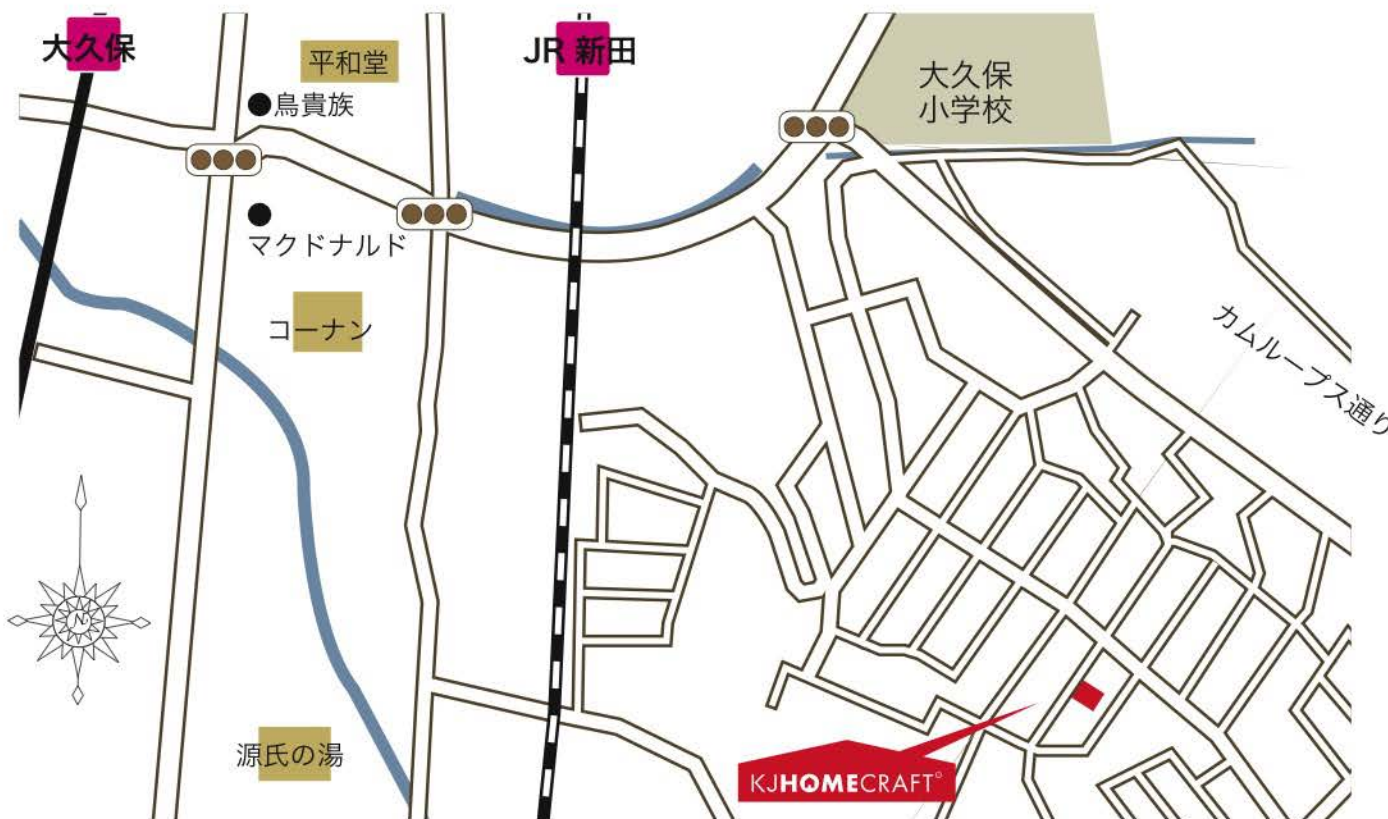 大久保
平和堂
JR 新田
鳥貴族
大久保
小学校
マクドナルド
コーナン
カムループス通り
N
源氏の湯
KJHOMECRAFT®